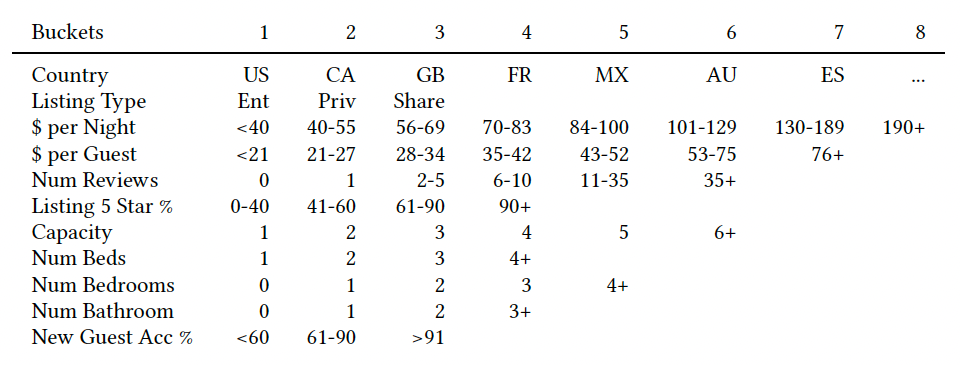 Buckets 1 2 3 4 5 6 7 8
Country US CA GB FR MX AU ES ...
Listing Type Ent Priv Share
$ per Night <40 40-55 56-69 70-83 84-100 101-129 130-189 190+
$ per Guest <21 21-27 28-34 35-42 43-52 53-75 76+
Num Reviews 0 1 2-5 6-10 11-35 35+
Listing 5 Star % 0-40 41-60 61-90 90+
Capacity 1 2 3 4 5 6+
Num Beds 1 2 3 4+
Num Bedrooms 0 1 2 3 4+
Num Bathroom 0 1 2 3+
New Guest Acc % <60 61-90 >91